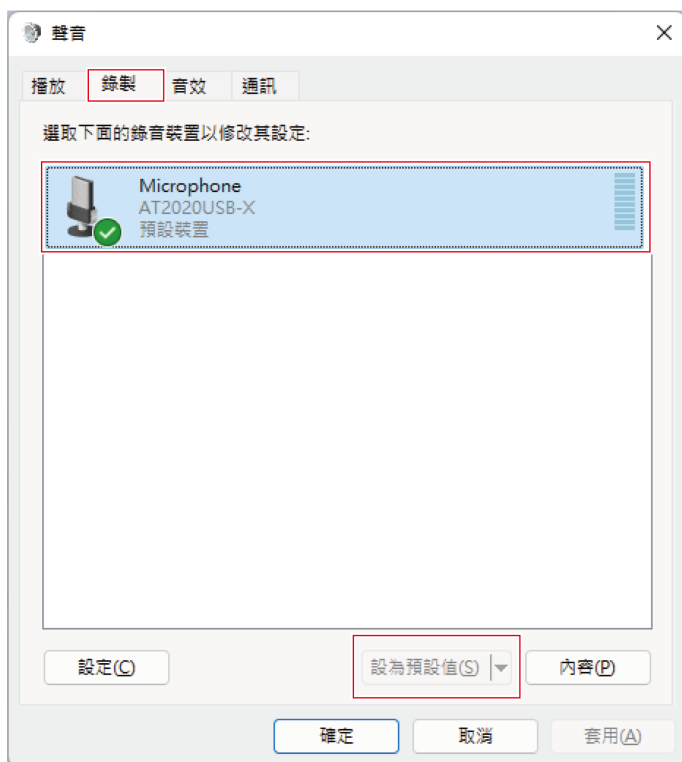 聲音
播放 錄製 音效 通訊
選取下面的錄音裝置以修改其設定:
Microphone
AT2020USB-X
預設裝置
設定(C) 設為預設值(S) 內容(P)
確定 取消 套用(A)